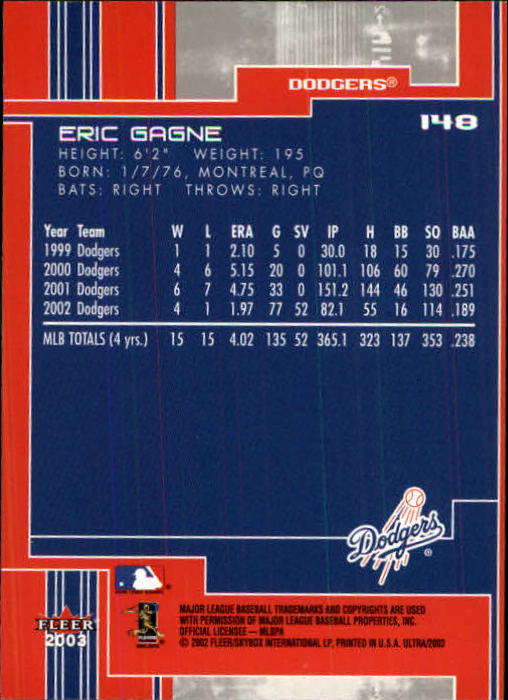 DODGERS®
148
ERIC GAGNE
HEIGHT: 6'2" WEIGHT: 195
BORN: 1/7/76, MONTREAL, PQ
BATS: RIGHT THROWS: RIGHT
Year Team W L ERA G SV IP H BB SO BAA
1999 Dodgers 1 1 2.10 5 0 30.0 18 15 30 .175
2000 Dodgers 4 6 5.15 20 0 101.1 106 60 79 .270
2001 Dodgers 6 7 4.75 33 0 151.2 144 46 130 .251
2002 Dodgers 4 1 1.97 77 52 82.1 55 16 114 .189
MLB TOTALS (4 yrs.) 15 15 4.02 135 52 365.1 323 137 353 .238
Dodgers®
FLEER
2003
MAJOR LEAGUE BASEBALL TRADEMARKS AND COPYRIGHTS ARE USED
WITH PERMISSION OF MAJOR LEAGUE BASEBALL PROPERTIES, INC.
OFFICIAL LICENSEE — MLBPA
© 2002 FLEER/SKYBOX INTERNATIONAL LP, PRINTED IN U.S.A. ULTRA/2003